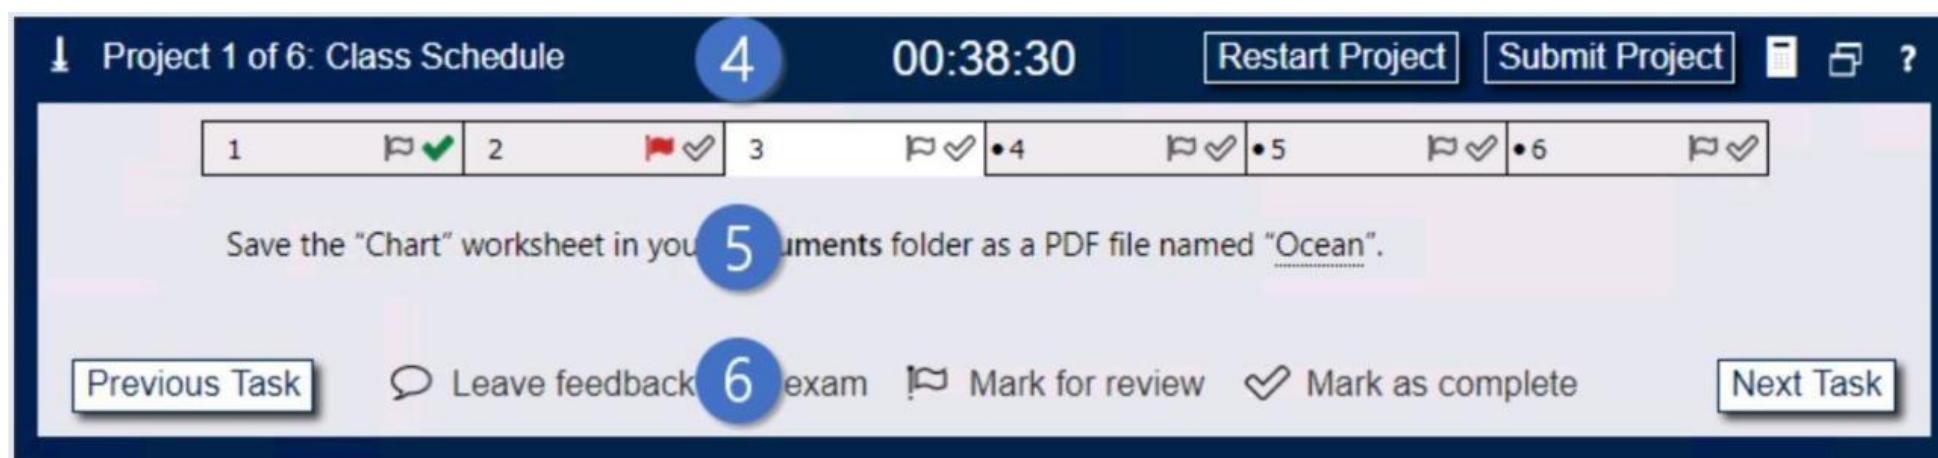 Project 1 of 6: Class Schedule 4 00:38:30 Restart Project Submit Project ?
1 2 3 •4 •5 •6
Save the “Chart” worksheet in you 5 uments folder as a PDF file named “Ocean”.
Previous Task Leave feedback 6 exam Mark for review Mark as complete Next Task